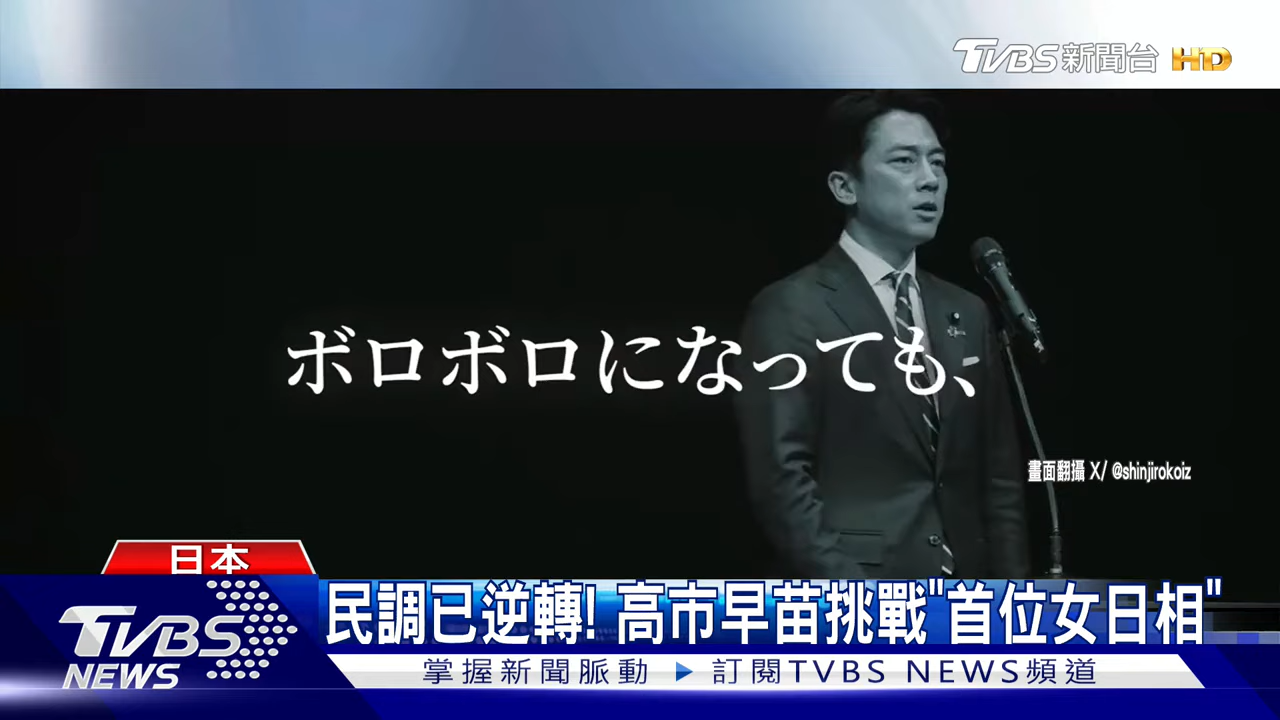 TVBS新聞台 HD
ボロボロになっても、
畫面翻攝 X/ @shinjirokoiz
日本
民調已逆轉! 高市早苗挑戰"首位女日相"
TVBS NEWS
掌握新聞脈動 ▶ 訂閱TVBS NEWS頻道